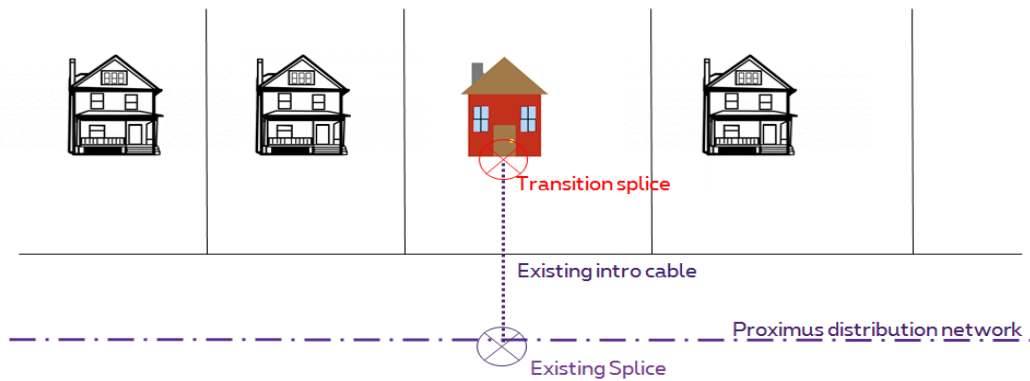 Transition splice
Existing intro cable
Proximus distribution network
Existing Splice